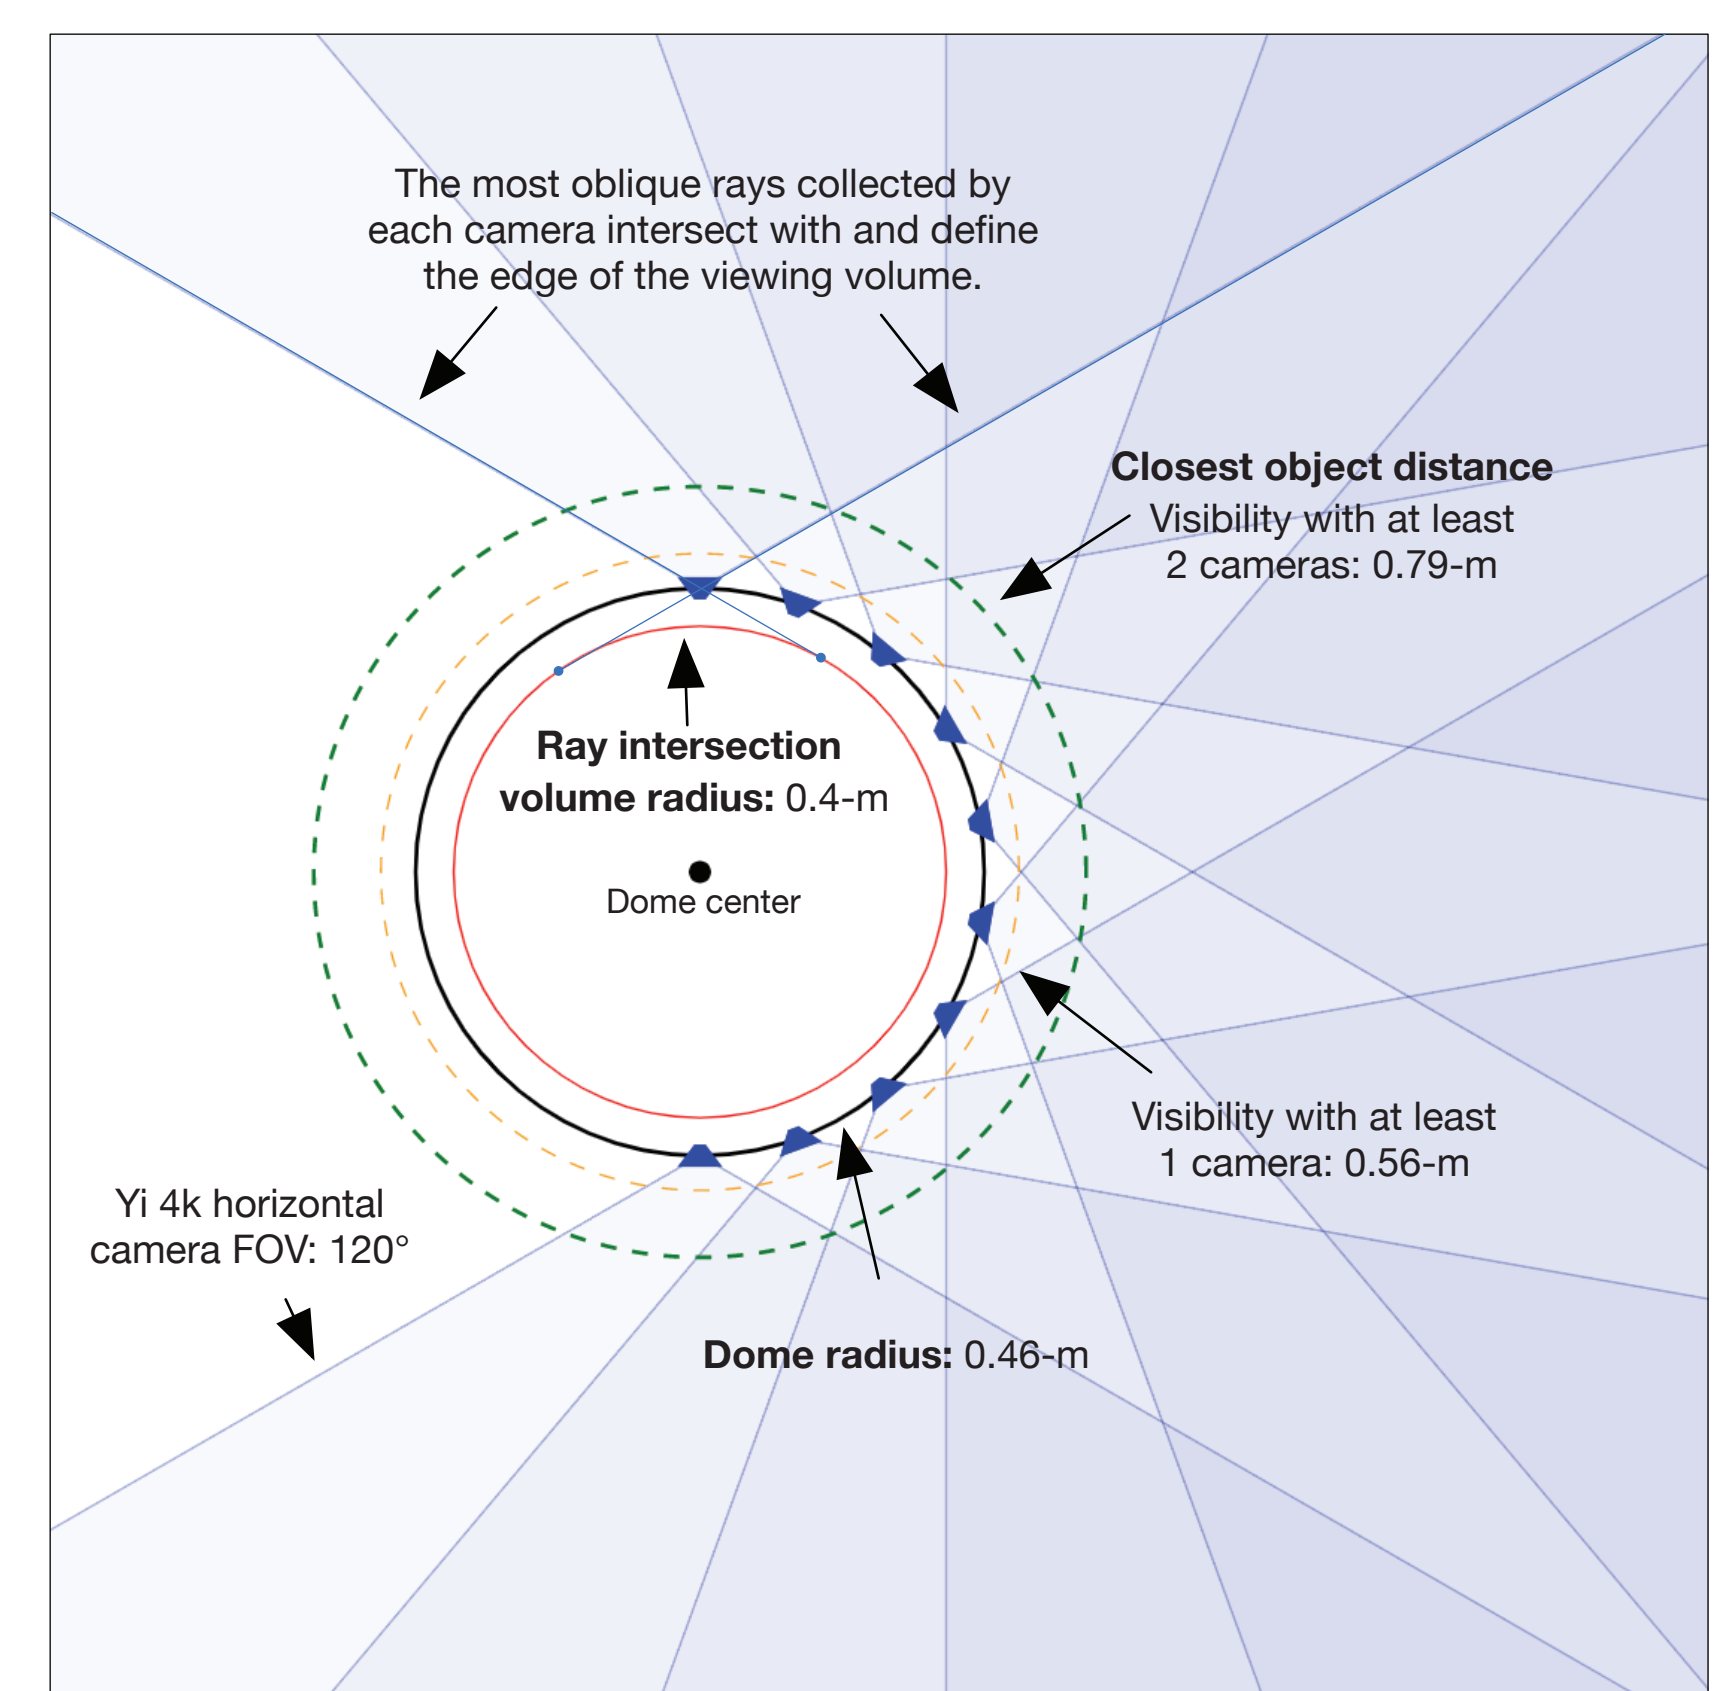 The most oblique rays collected by
each camera intersect with and define
the edge of the viewing volume.
Closest object distance
Visibility with at least
2 cameras: 0.79-m
Ray intersection
volume radius: 0.4-m
Dome center
Visibility with at least
1 camera: 0.56-m
Yi 4k horizontal
camera FOV: 120°
Dome radius: 0.46-m